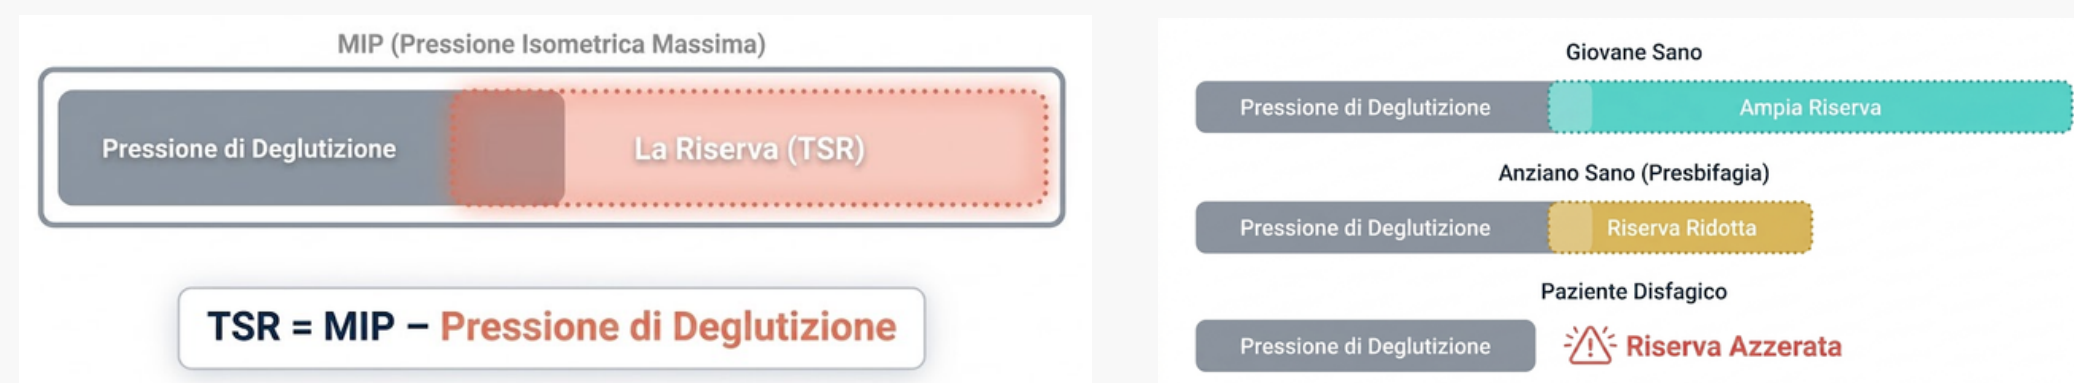 MIP (Pressione Isometrica Massima)
Pressione di Deglutizione
La Riserva (TSR)
TSR = MIP – Pressione di Deglutizione
Giovane Sano
Pressione di Deglutizione
Ampia Riserva
Anziano Sano (Presbifagia)
Pressione di Deglutizione
Riserva Ridotta
Paziente Disfagico
Pressione di Deglutizione
Riserva Azzerata